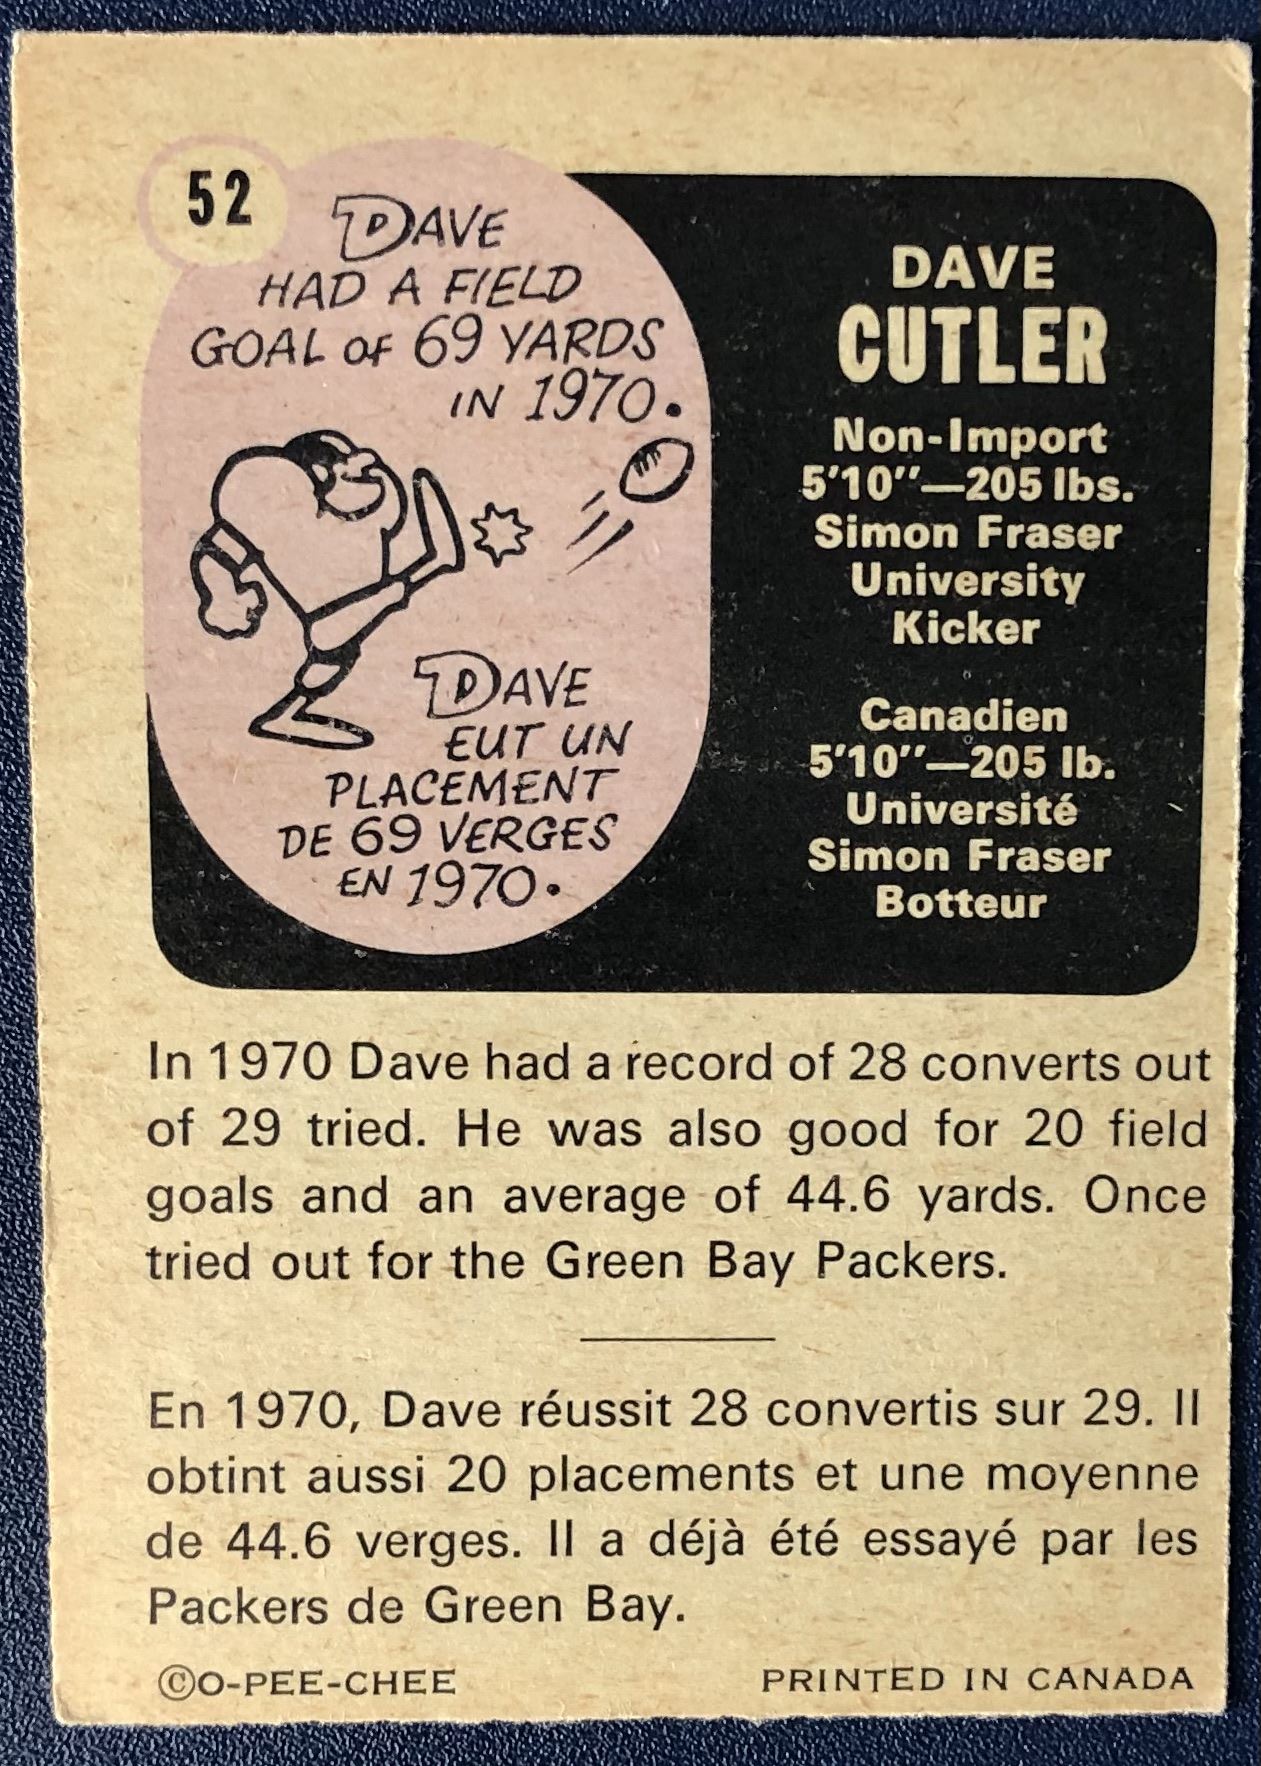 52
DAVE
HAD A FIELD
GOAL OF 69 YARDS
IN 1970.
DAVE
EUT UN
PLACEMENT
DE 69 VERGES
EN 1970.
DAVE
CUTLER
Non-Import
5'10"—205 lbs.
Simon Fraser
University
Kicker
Canadien
5'10"—205 lb.
Université
Simon Fraser
Botteur
In 1970 Dave had a record of 28 converts out
of 29 tried. He was also good for 20 field
goals and an average of 44.6 yards. Once
tried out for the Green Bay Packers.
En 1970, Dave réussit 28 convertis sur 29. Il
obtint aussi 20 placements et une moyenne
de 44.6 verges. Il a déjà été essayé par les
Packers de Green Bay.
©O-PEE-CHEE
PRINTED IN CANADA